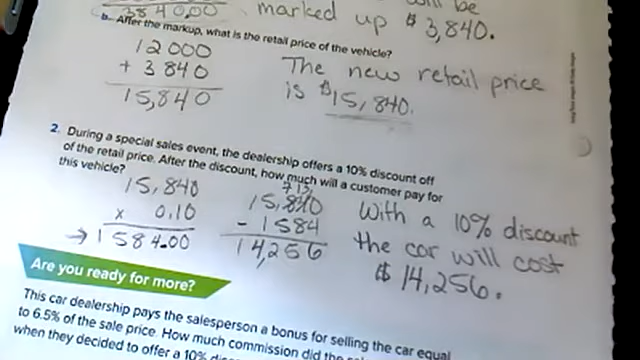 3840.00
marked up $3,840.
b. After the markup, what is the retail price of the vehicle?
12000
+ 3840
15,840
The new retail price
is $15,840.
2. During a special sales event, the dealership offers a 10% discount off
of the retail price. After the discount, how much will a customer pay for
this vehicle?
15,840
x 0.10
→ 1584.00
15,840
- 1584
14,256
With a 10% discount
the car will cost
$14,256.
Are you ready for more?
This car dealership pays the salesperson a bonus for selling the car equal
to 6.5% of the sale price. How much commission did the
when they decided to offer a 10%